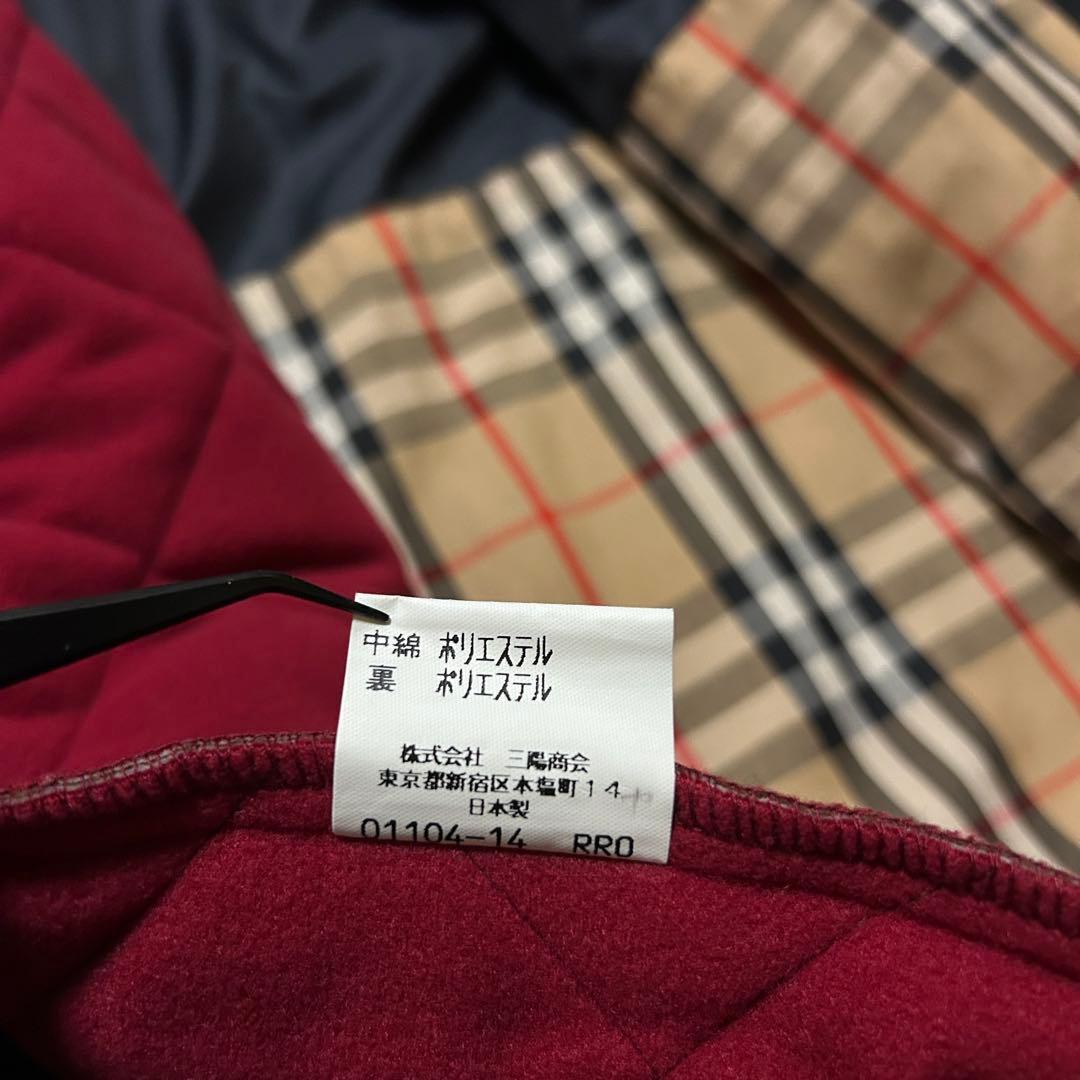 中綿 ポリエステル
裏 ポリエステル
株式会社 三陽商会
東京都新宿区本塩町14
日本製
01104-14 RRO